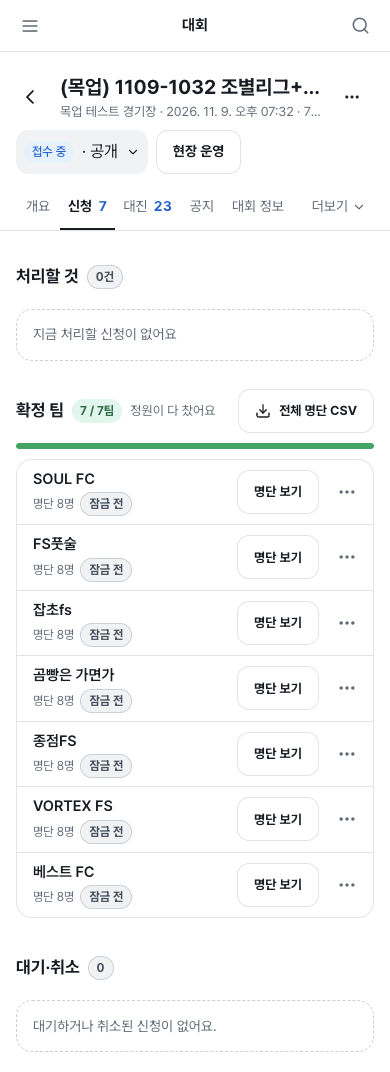 대회
(목업) 1109-1032 조별리그+...
목업 테스트 경기장 · 2026. 11. 9. 오후 07:32 · 7...
접수 중 · 공개
현장 운영
개요 신청 7 대진 23 공지 대회 정보 더보기
처리할 것 0건
지금 처리할 신청이 없어요
확정 팀 7 / 7팀 정원이 다 찼어요 전체 명단 CSV
SOUL FC
명단 8명 잠금 전
명단 보기
FS풋술
명단 8명 잠금 전
명단 보기
잡초fs
명단 8명 잠금 전
명단 보기
곰빵은 가면가
명단 8명 잠금 전
명단 보기
종점FS
명단 8명 잠금 전
명단 보기
VORTEX FS
명단 8명 잠금 전
명단 보기
베스트 FC
명단 8명 잠금 전
명단 보기
대기·취소 0
대기하거나 취소된 신청이 없어요.